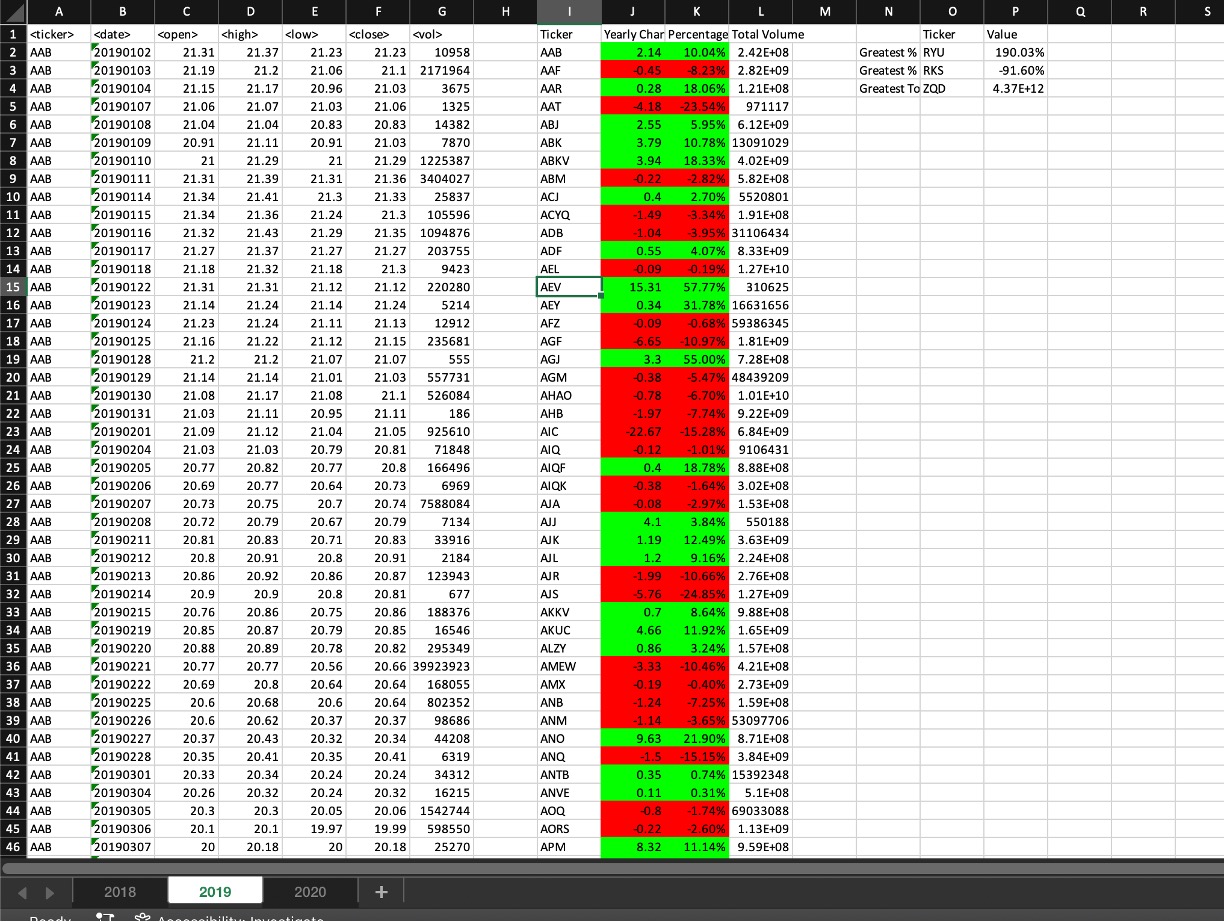 A B C D E F G H I J K L M N O P Q R S
1 <ticker> <date> <open> <high> <low> <close> <vol> Ticker Yearly Char Percentage Total Volume Ticker Value
2 AAB 20190102 21.31 21.37 21.23 21.23 10958 AAB 2.14 10.04% 2.42E+08 Greatest % RYU 190.03%
3 AAB 20190103 21.19 21.2 21.06 21.1 2171964 AAF -0.45 -8.23% 2.82E+09 Greatest % RKS -91.60%
4 AAB 20190104 21.15 21.17 20.96 21.03 3675 AAR 0.28 18.06% 1.21E+08 Greatest To ZQD 4.37E+12
5 AAB 20190107 21.06 21.07 21.03 21.06 1325 AAT -4.18 -23.54% 971117
6 AAB 20190108 21.04 21.04 20.83 20.83 14382 ABJ 2.55 5.95% 6.12E+09
7 AAB 20190109 20.91 21.11 20.91 21.03 7870 ABK 3.79 10.78% 13091029
8 AAB 20190110 21 21.29 21 21.29 1225387 ABKV 3.94 18.33% 4.02E+09
9 AAB 20190111 21.31 21.39 21.31 21.36 3404027 ABM -0.22 -2.82% 5.82E+08
10 AAB 20190114 21.34 21.41 21.3 21.33 25837 ACJ 0.4 2.70% 5520801
11 AAB 20190115 21.34 21.36 21.24 21.3 105596 ACYQ -1.49 -3.34% 1.91E+08
12 AAB 20190116 21.32 21.43 21.29 21.35 1094876 ADB -1.04 -3.95% 31106434
13 AAB 20190117 21.27 21.37 21.27 21.27 203755 ADF 0.55 4.07% 8.33E+09
14 AAB 20190118 21.18 21.32 21.18 21.3 9423 AEL -0.09 -0.19% 1.27E+10
15 AAB 20190122 21.31 21.31 21.12 21.12 220280 AEV 15.31 57.77% 310625
16 AAB 20190123 21.14 21.24 21.14 21.24 5214 AEY 0.34 31.78% 16631656
17 AAB 20190124 21.23 21.24 21.11 21.13 12912 AFZ -0.09 -0.68% 59386345
18 AAB 20190125 21.16 21.22 21.12 21.15 235681 AGF -6.65 -10.97% 1.81E+09
19 AAB 20190128 21.2 21.2 21.07 21.07 555 AGJ 3.3 55.00% 7.28E+08
20 AAB 20190129 21.14 21.14 21.01 21.03 557731 AGM -0.38 -5.47% 48439209
21 AAB 20190130 21.08 21.17 21.08 21.1 526084 AHAO -0.78 -6.70% 1.01E+10
22 AAB 20190131 21.03 21.11 20.95 21.11 186 AHB -1.97 -7.74% 9.22E+09
23 AAB 20190201 21.09 21.12 21.04 21.05 925610 AIC -22.67 -15.28% 6.84E+09
24 AAB 20190204 21.03 21.03 20.79 20.81 71848 AIQ -0.12 -1.01% 9106431
25 AAB 20190205 20.77 20.82 20.77 20.8 166496 AIQF 0.4 18.78% 8.88E+08
26 AAB 20190206 20.69 20.77 20.64 20.73 6969 AIQK -0.38 -1.64% 3.02E+08
27 AAB 20190207 20.73 20.75 20.7 20.74 7588084 AJA -0.08 -2.97% 1.53E+08
28 AAB 20190208 20.72 20.79 20.67 20.79 7134 AJJ 4.1 3.84% 550188
29 AAB 20190211 20.81 20.83 20.71 20.83 33916 AJK 1.19 12.49% 3.63E+09
30 AAB 20190212 20.8 20.91 20.8 20.91 2184 AJL 1.2 9.16% 2.24E+08
31 AAB 20190213 20.86 20.92 20.86 20.87 123943 AJR -1.99 -10.66% 2.76E+08
32 AAB 20190214 20.9 20.9 20.8 20.81 677 AJS -5.76 -24.85% 1.27E+09
33 AAB 20190215 20.76 20.86 20.75 20.86 188376 AKKV 0.7 8.64% 9.88E+08
34 AAB 20190219 20.85 20.87 20.79 20.85 16546 AKUC 4.66 11.92% 1.65E+09
35 AAB 20190220 20.88 20.89 20.78 20.82 295349 ALZY 0.86 3.24% 1.57E+08
36 AAB 20190221 20.77 20.77 20.56 20.66 39923923 AMEW -3.33 -10.46% 4.21E+08
37 AAB 20190222 20.69 20.8 20.64 20.64 168055 AMX -0.19 -0.40% 2.73E+09
38 AAB 20190225 20.6 20.68 20.6 20.64 802352 ANB -1.24 -7.25% 1.59E+08
39 AAB 20190226 20.6 20.62 20.37 20.37 98686 ANM -1.14 -3.65% 53097706
40 AAB 20190227 20.37 20.43 20.32 20.34 44208 ANO 9.63 21.90% 8.71E+08
41 AAB 20190228 20.35 20.41 20.35 20.41 6319 ANQ -1.5 -15.15% 3.84E+09
42 AAB 20190301 20.33 20.34 20.24 20.24 34312 ANTB 0.35 0.74% 15392348
43 AAB 20190304 20.26 20.32 20.24 20.32 16215 ANVE 0.11 0.31% 5.1E+08
44 AAB 20190305 20.3 20.3 20.05 20.06 1542744 AOQ -0.8 -1.74% 69033088
45 AAB 20190306 20.1 20.1 19.97 19.99 598550 AORS -0.22 -2.60% 1.13E+09
46 AAB 20190307 20 20.18 20 20.18 25270 APM 8.32 11.14% 9.59E+08
2018 2019 2020 +
Ready Accessibility: Investigate